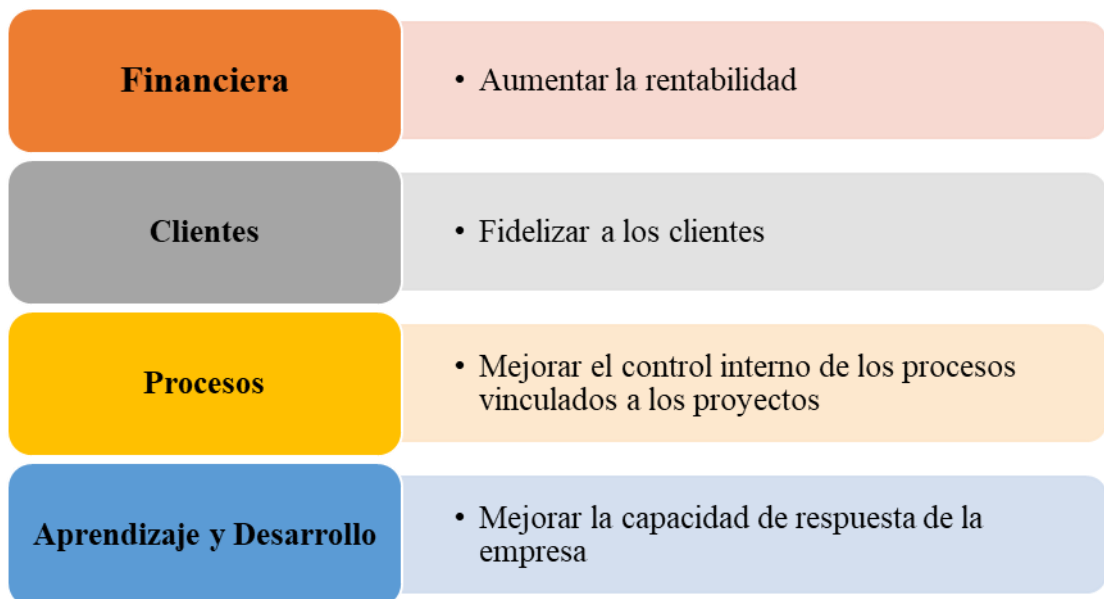 Financiera
• Aumentar la rentabilidad
Clientes
• Fidelizar a los clientes
Procesos
• Mejorar el control interno de los procesos
vinculados a los proyectos
Aprendizaje y Desarrollo
• Mejorar la capacidad de respuesta de la
empresa